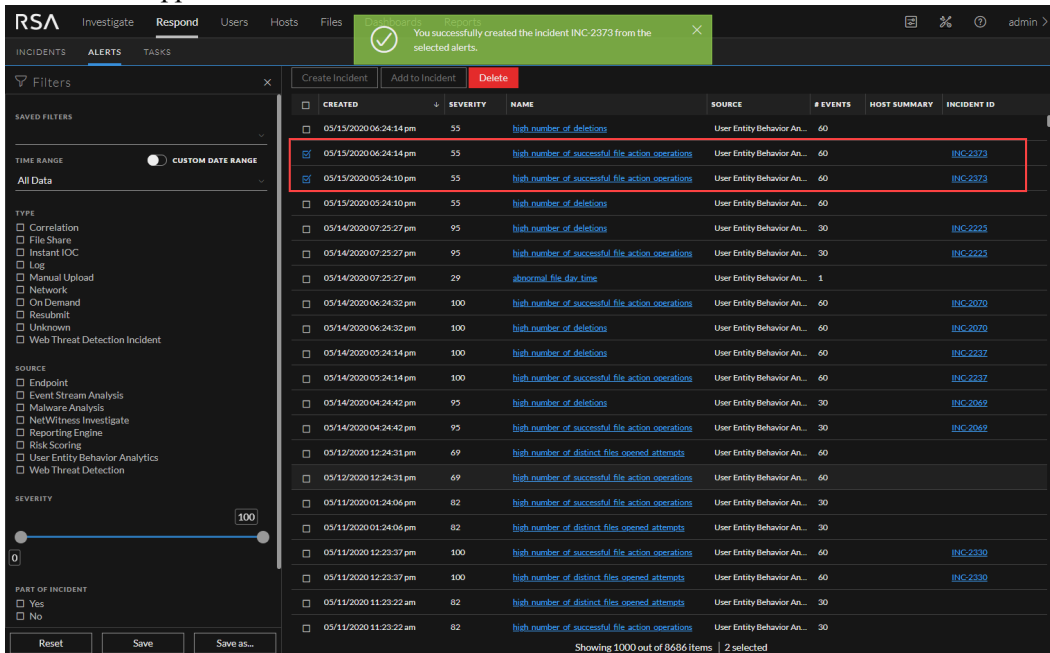 RSA Investigate Respond Users Hosts Files Dashboards Reports admin >
You successfully created the incident INC-2373 from the
selected alerts.
INCIDENTS ALERTS TASKS
Filters
Create Incident Add to Incident Delete
CREATED SEVERITY NAME SOURCE # EVENTS HOST SUMMARY INCIDENT ID
05/15/2020 06:24:14 pm 55 high number of deletions User Entity Behavior An... 60
05/15/2020 06:24:14 pm 55 high number of successful file action operations User Entity Behavior An... 60 INC-2373
05/15/2020 05:24:10 pm 55 high number of successful file action operations User Entity Behavior An... 60 INC-2373
05/15/2020 05:24:10 pm 55 high number of deletions User Entity Behavior An... 60
05/14/2020 07:25:27 pm 95 high number of deletions User Entity Behavior An... 30 INC-2225
05/14/2020 07:25:27 pm 95 high number of successful file action operations User Entity Behavior An... 30 INC-2225
05/14/2020 07:25:27 pm 29 abnormal file day time User Entity Behavior An... 1
05/14/2020 06:24:32 pm 100 high number of successful file action operations User Entity Behavior An... 60 INC-2070
05/14/2020 06:24:32 pm 100 high number of deletions User Entity Behavior An... 60 INC-2070
05/14/2020 05:24:14 pm 100 high number of deletions User Entity Behavior An... 60 INC-2237
05/14/2020 05:24:14 pm 100 high number of successful file action operations User Entity Behavior An... 60 INC-2237
05/14/2020 04:24:42 pm 95 high number of deletions User Entity Behavior An... 30 INC-2069
05/14/2020 04:24:42 pm 95 high number of successful file action operations User Entity Behavior An... 30 INC-2069
05/12/2020 12:24:31 pm 69 high number of distinct files opened attempts User Entity Behavior An... 60
05/12/2020 12:24:31 pm 69 high number of successful file action operations User Entity Behavior An... 60
05/11/2020 01:24:06 pm 82 high number of successful file action operations User Entity Behavior An... 30
05/11/2020 01:24:06 pm 82 high number of distinct files opened attempts User Entity Behavior An... 30
05/11/2020 12:23:37 pm 100 high number of successful file action operations User Entity Behavior An... 60 INC-2330
05/11/2020 12:23:37 pm 100 high number of distinct files opened attempts User Entity Behavior An... 60 INC-2330
05/11/2020 11:23:22 am 82 high number of distinct files opened attempts User Entity Behavior An... 30
05/11/2020 11:23:22 am 82 high number of successful file action operations User Entity Behavior An... 30
Showing 1000 out of 8686 items | 2 selected
SAVED FILTERS
TIME RANGE CUSTOM DATE RANGE
All Data
TYPE
Correlation
File Share
Instant IOC
Log
Manual Upload
Network
On Demand
Resubmit
Unknown
Web Threat Detection Incident
SOURCE
Endpoint
Event Stream Analysis
Malware Analysis
NetWitness Investigate
Reporting Engine
Risk Scoring
User Entity Behavior Analytics
Web Threat Detection
SEVERITY
100
0
PART OF INCIDENT
Yes
No
Reset Save Save as...